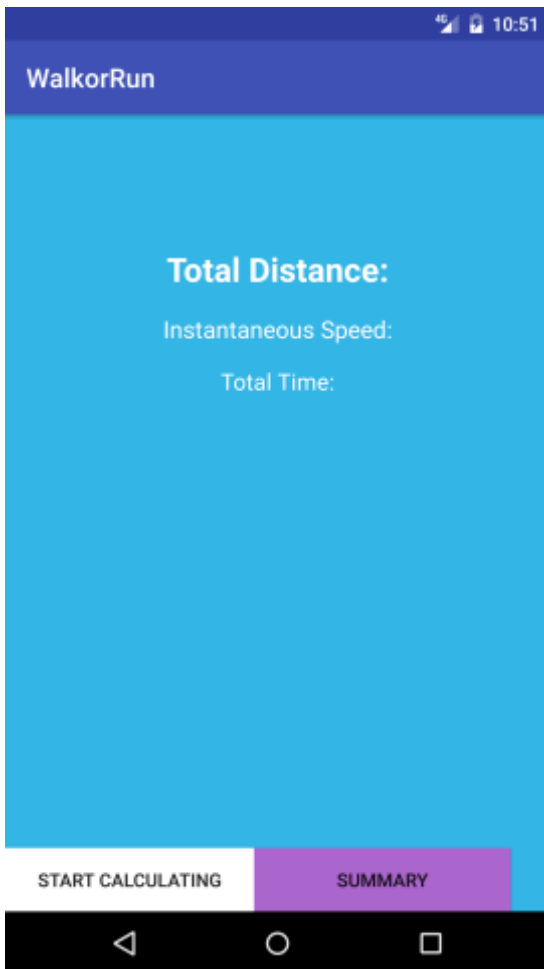 4G 10:51
WalkorRun
Total Distance:
Instantaneous Speed:
Total Time:
START CALCULATING SUMMARY